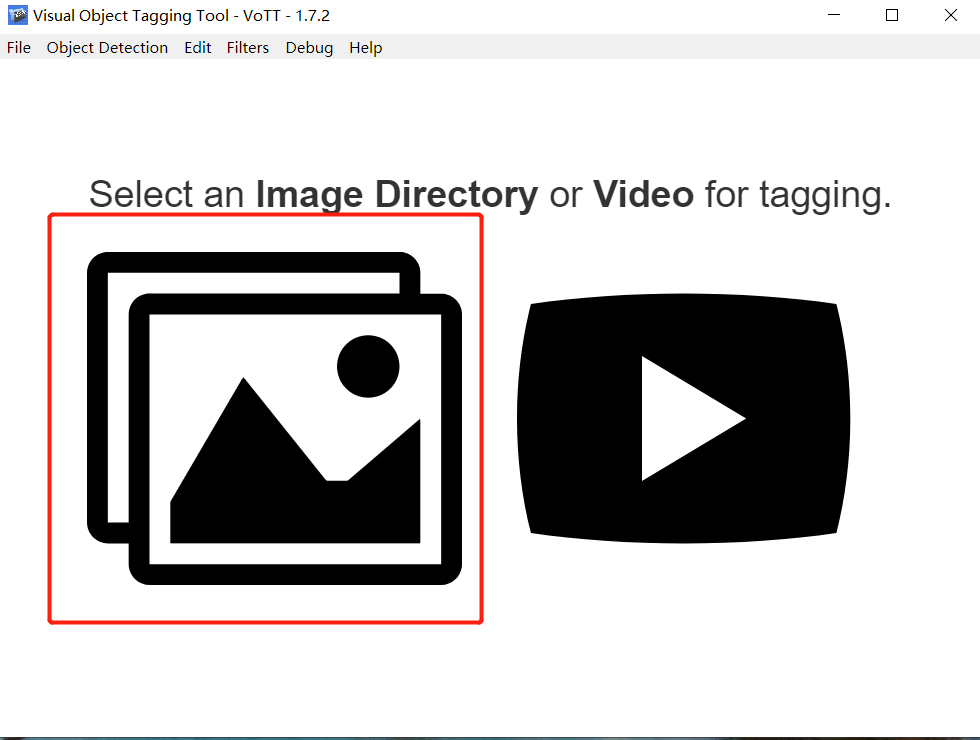 Visual Object Tagging Tool - VoTT - 1.7.2
File Object Detection Edit Filters Debug Help
Select an Image Directory or Video for tagging.